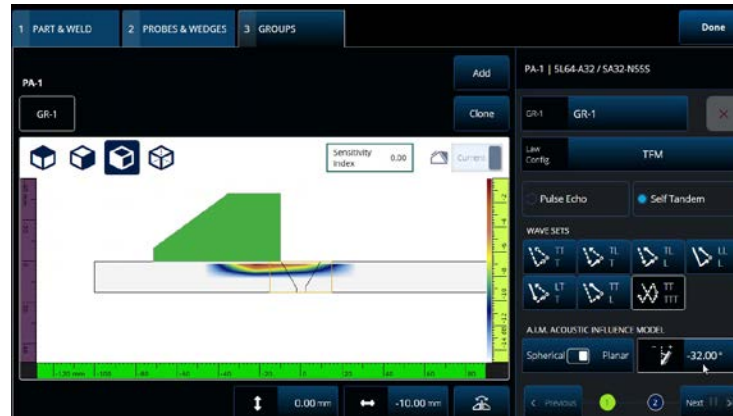 1 PART & WELD 2 PROBES & WEDGES 3 GROUPS Done
PA-1 Add
GR-1 Clone
Sensitivity Index 0.00 Current
0.00 mm -10.00 mm
PA-1 | 5L64-A32 / SA32-N55S
GR-1 GR-1
Law Config. TFM
Pulse Echo Self Tandem
WAVE SETS
TT T TL T TL L LL L
LT T TT L TT TTT
A.I.M. ACOUSTIC INFLUENCE MODEL
Spherical Planar -32.00°
< Previous 1 2 Next >